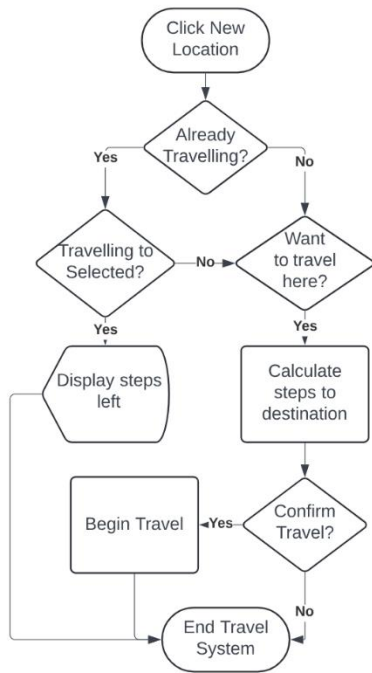 Click New
Location
Already
Travelling?
Yes
No
Travelling to
Selected?
No
Want
to travel
here?
Yes
Yes
Display steps
left
Calculate
steps to
destination
Begin Travel
Yes
Confirm
Travel?
No
End Travel
System